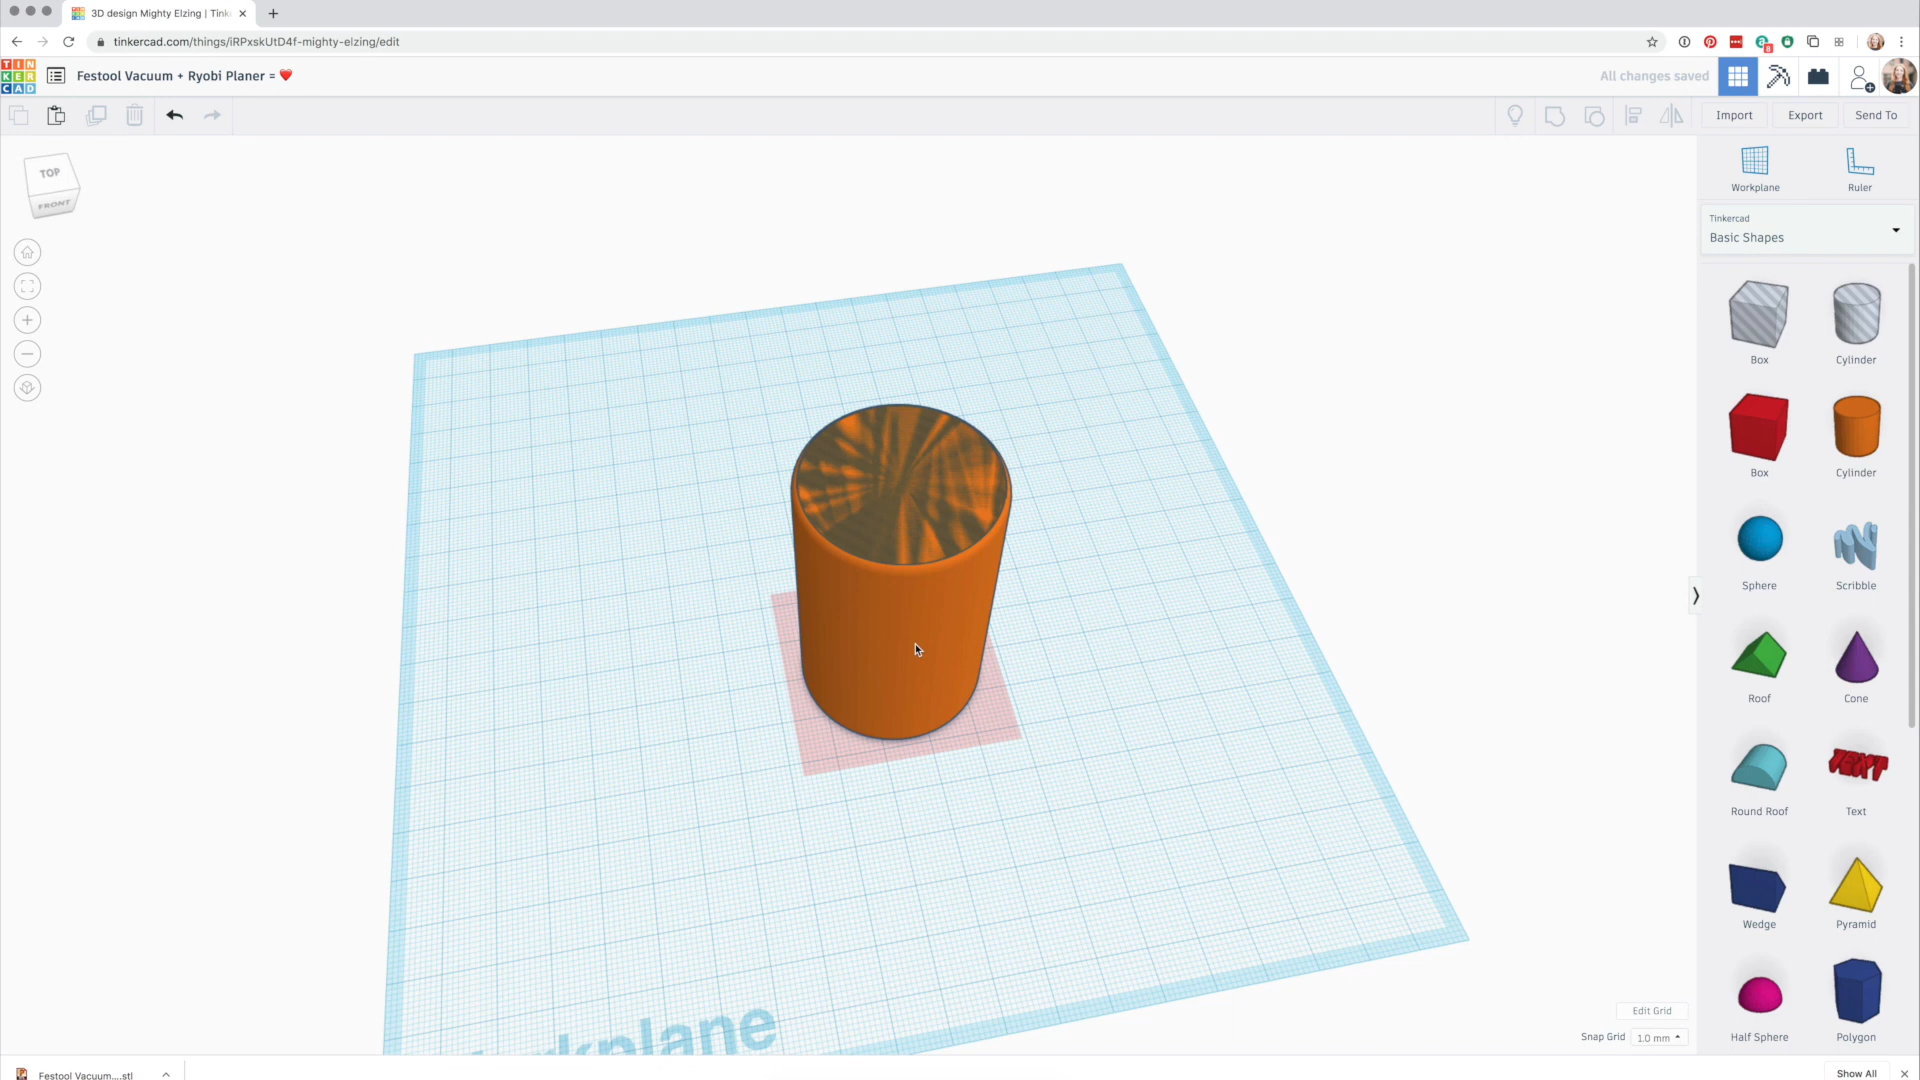 3D design Mighty Elzing | Tink
tinkercad.com/things/iRPxskUtD4f-mighty-elzing/edit
8
TIN
KER
CAD
Festool Vacuum + Ryobi Planer = ❤️
All changes saved
Import
Export
Send To
TOP
FRONT
Workplane
Ruler
Tinkercad
Basic Shapes
Box
Cylinder
Box
Cylinder
Sphere
Scribble
Roof
Cone
TEXT
Round Roof
Text
Wedge
Pyramid
Half Sphere
Polygon
rkplane
Edit Grid
Snap Grid
1.0 mm
Festool Vacuum....stl
Show All